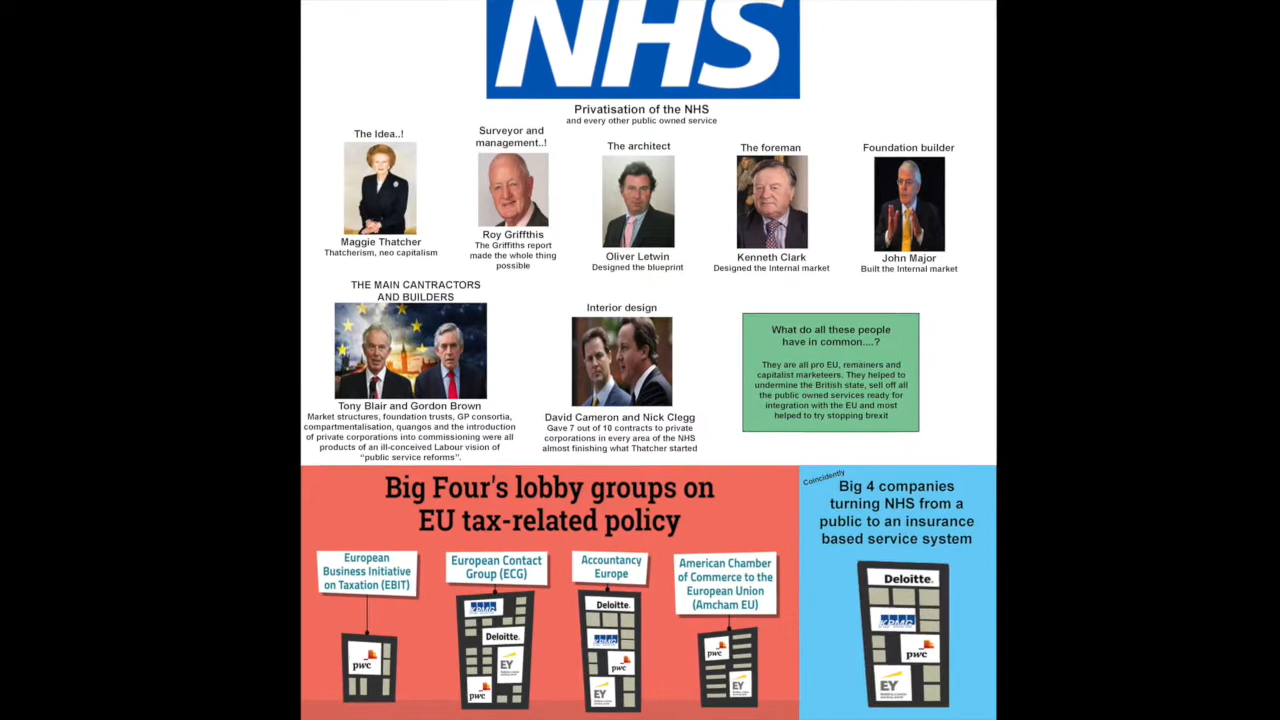 NHS
Privatisation of the NHS
and every other public owned service
The Idea..!
Maggie Thatcher
Thatcherism, neo capitalism
Surveyor and
management..!
Roy Griffthis
The Griffiths report
made the whole thing
possible
The architect
Oliver Letwin
Designed the blueprint
The foreman
Kenneth Clark
Designed the Internal market
Foundation builder
John Major
Built the Internal market
THE MAIN CANTRACTORS
AND BUILDERS
Tony Blair and Gordon Brown
Market structures, foundation trusts, GP consortia,
compartmentalisation, quangos and the introduction
of private corporations into commissioning were all
products of an ill-conceived Labour vision of
“public service reforms”.
Interior design
David Cameron and Nick Clegg
Gave 7 out of 10 contracts to private
corporations in every area of the NHS
almost finishing what Thatcher started
What do all these people
have in common....?
They are all pro EU, remainers and
capitalist marketeers. They helped to
undermine the British state, sell off all
the public owned services ready for
integration with the EU and most
helped to try stopping brexit
Big Four's lobby groups on
EU tax-related policy
European
Business Initiative
on Taxation (EBIT)
pwc
European Contact
Group (ECG)
KPMG
Deloitte.
EY
pwc
Accountancy
Europe
Deloitte.
KPMG
pwc
EY
American Chamber
of Commerce to the
European Union
(Amcham EU)
pwc
EY
Coincidently
Big 4 companies
turning NHS from a
public to an insurance
based service system
Deloitte.
KPMG
pwc
EY